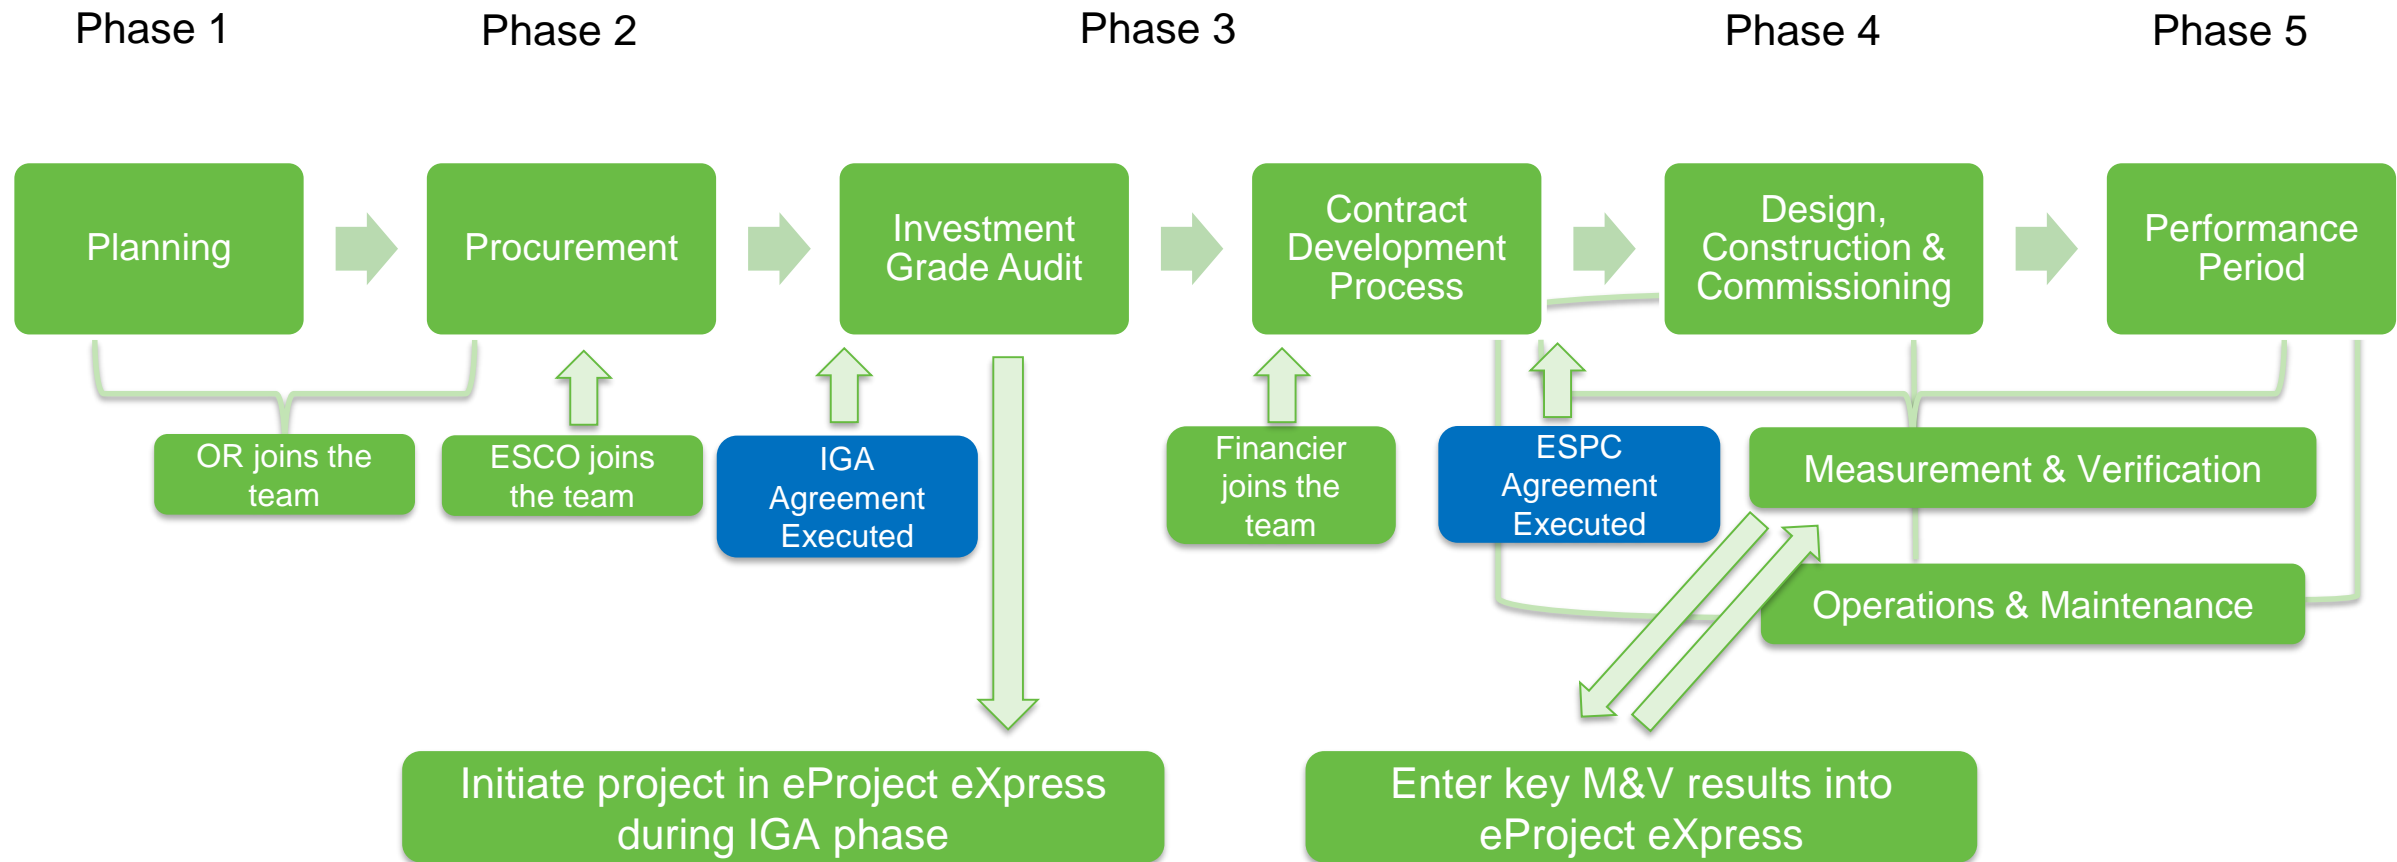 Phase 1
Phase 2
Phase 3
Phase 4
Phase 5
Planning
Procurement
Investment
Grade Audit
Contract
Development
Process
Design,
Construction &
Commissioning
Performance
Period
OR joins the
team
ESCO joins
the team
IGA
Agreement
Executed
Financier
joins the
team
ESPC
Agreement
Executed
Measurement & Verification
Operations & Maintenance
Initiate project in eProject eXpress
during IGA phase
Enter key M&V results into
eProject eXpress